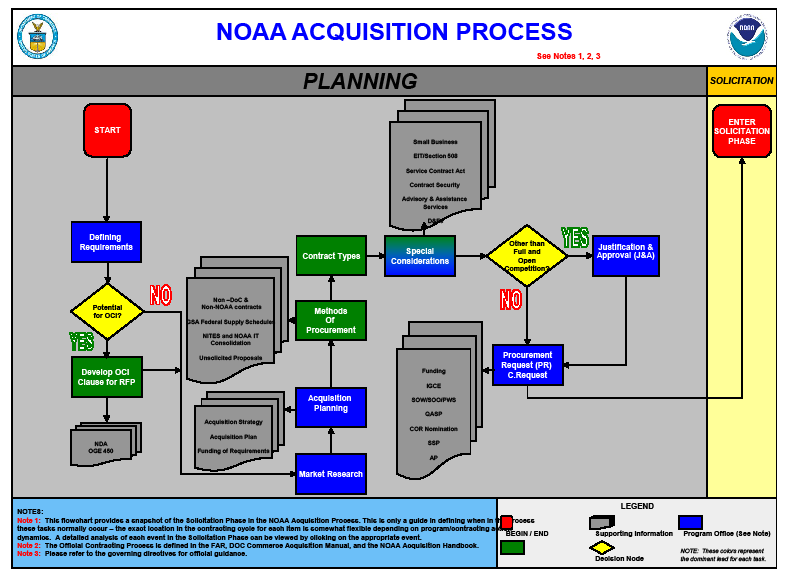 NOAA ACQUISITION PROCESS
See Notes 1, 2, 3
NOAA
PLANNING
SOLICITATION
START
ENTER
SOLICITATION
PHASE
Small Business
EIT/Section 508
Service Contract Act
Contract Security
Advisory & Assistance
Services
Defining
Requirements
Contract Types
Special
Considerations
Other than
Full and
Open
Competition?
YES
NO
Justification &
Approval (J&A)
Potential
for OCI?
NO
YES
Non –DoC &
Non-NOAA contracts
GSA Federal Supply Schedules
NITES and NOAA IT
Consolidation
Unsolicited Proposals
Methods
Of
Procurement
Develop OCI
Clause for RFP
NDA
OGE 450
Acquisition
Planning
Acquisition Strategy
Acquisition Plan
Funding of Requirements
Market Research
Procurement
Request (PR)
C.Request
Funding
IGCE
SOW/SOO/PWS
QASP
COR Nomination
SSP
AP
NOTES:
Note 1: This flowchart provides a snapshot of the Solicitation Phase in the NOAA Acquisition Process. This is only a guide in defining when in the process
these tasks normally occur – the exact location in the contracting cycle for each item is somewhat flexible depending on program/contracting
dynamics. A detailed analysis of each event in the Solicitation Phase can be viewed by clicking on the appropriate event.
Note 2: The Official Contracting Process is defined in the FAR, DOC Commerce Acquisition Manual, and the NOAA Acquisition Handbook.
Note 3: Please refer to the governing directives for official guidance.
LEGEND
BEGIN / END
Supporting Information
Program Office (See Note)
Decision Node
NOTE: These colors represent
the dominent feed for each task.